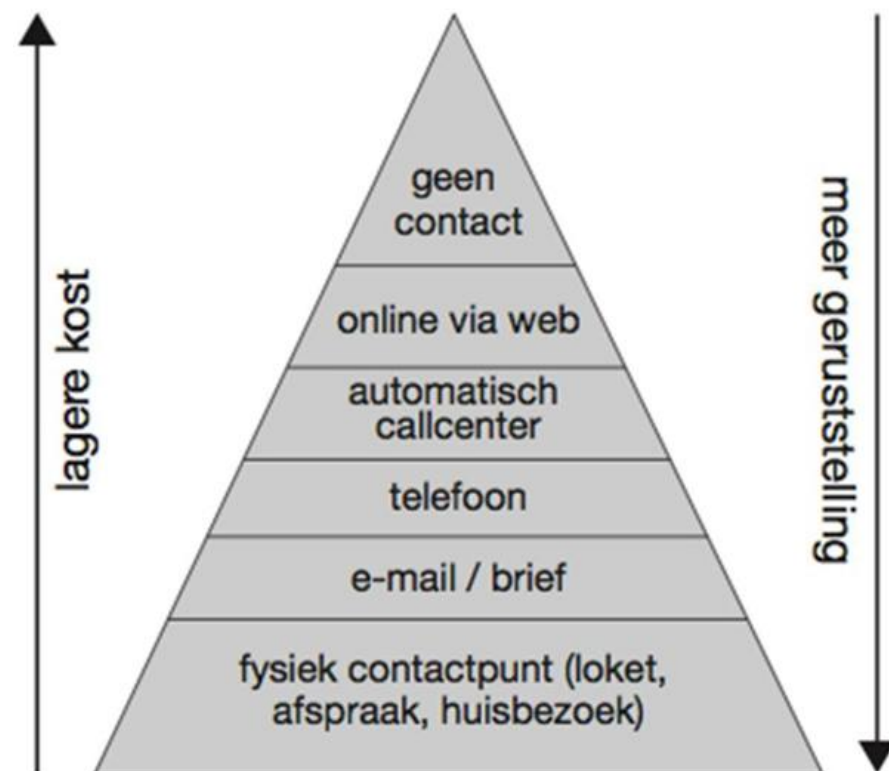 geen
contact
online via web
automatisch
callcenter
telefoon
e-mail / brief
fysiek contactpunt (loket,
afspraak, huisbezoek)
lagere kost
meer geruststelling